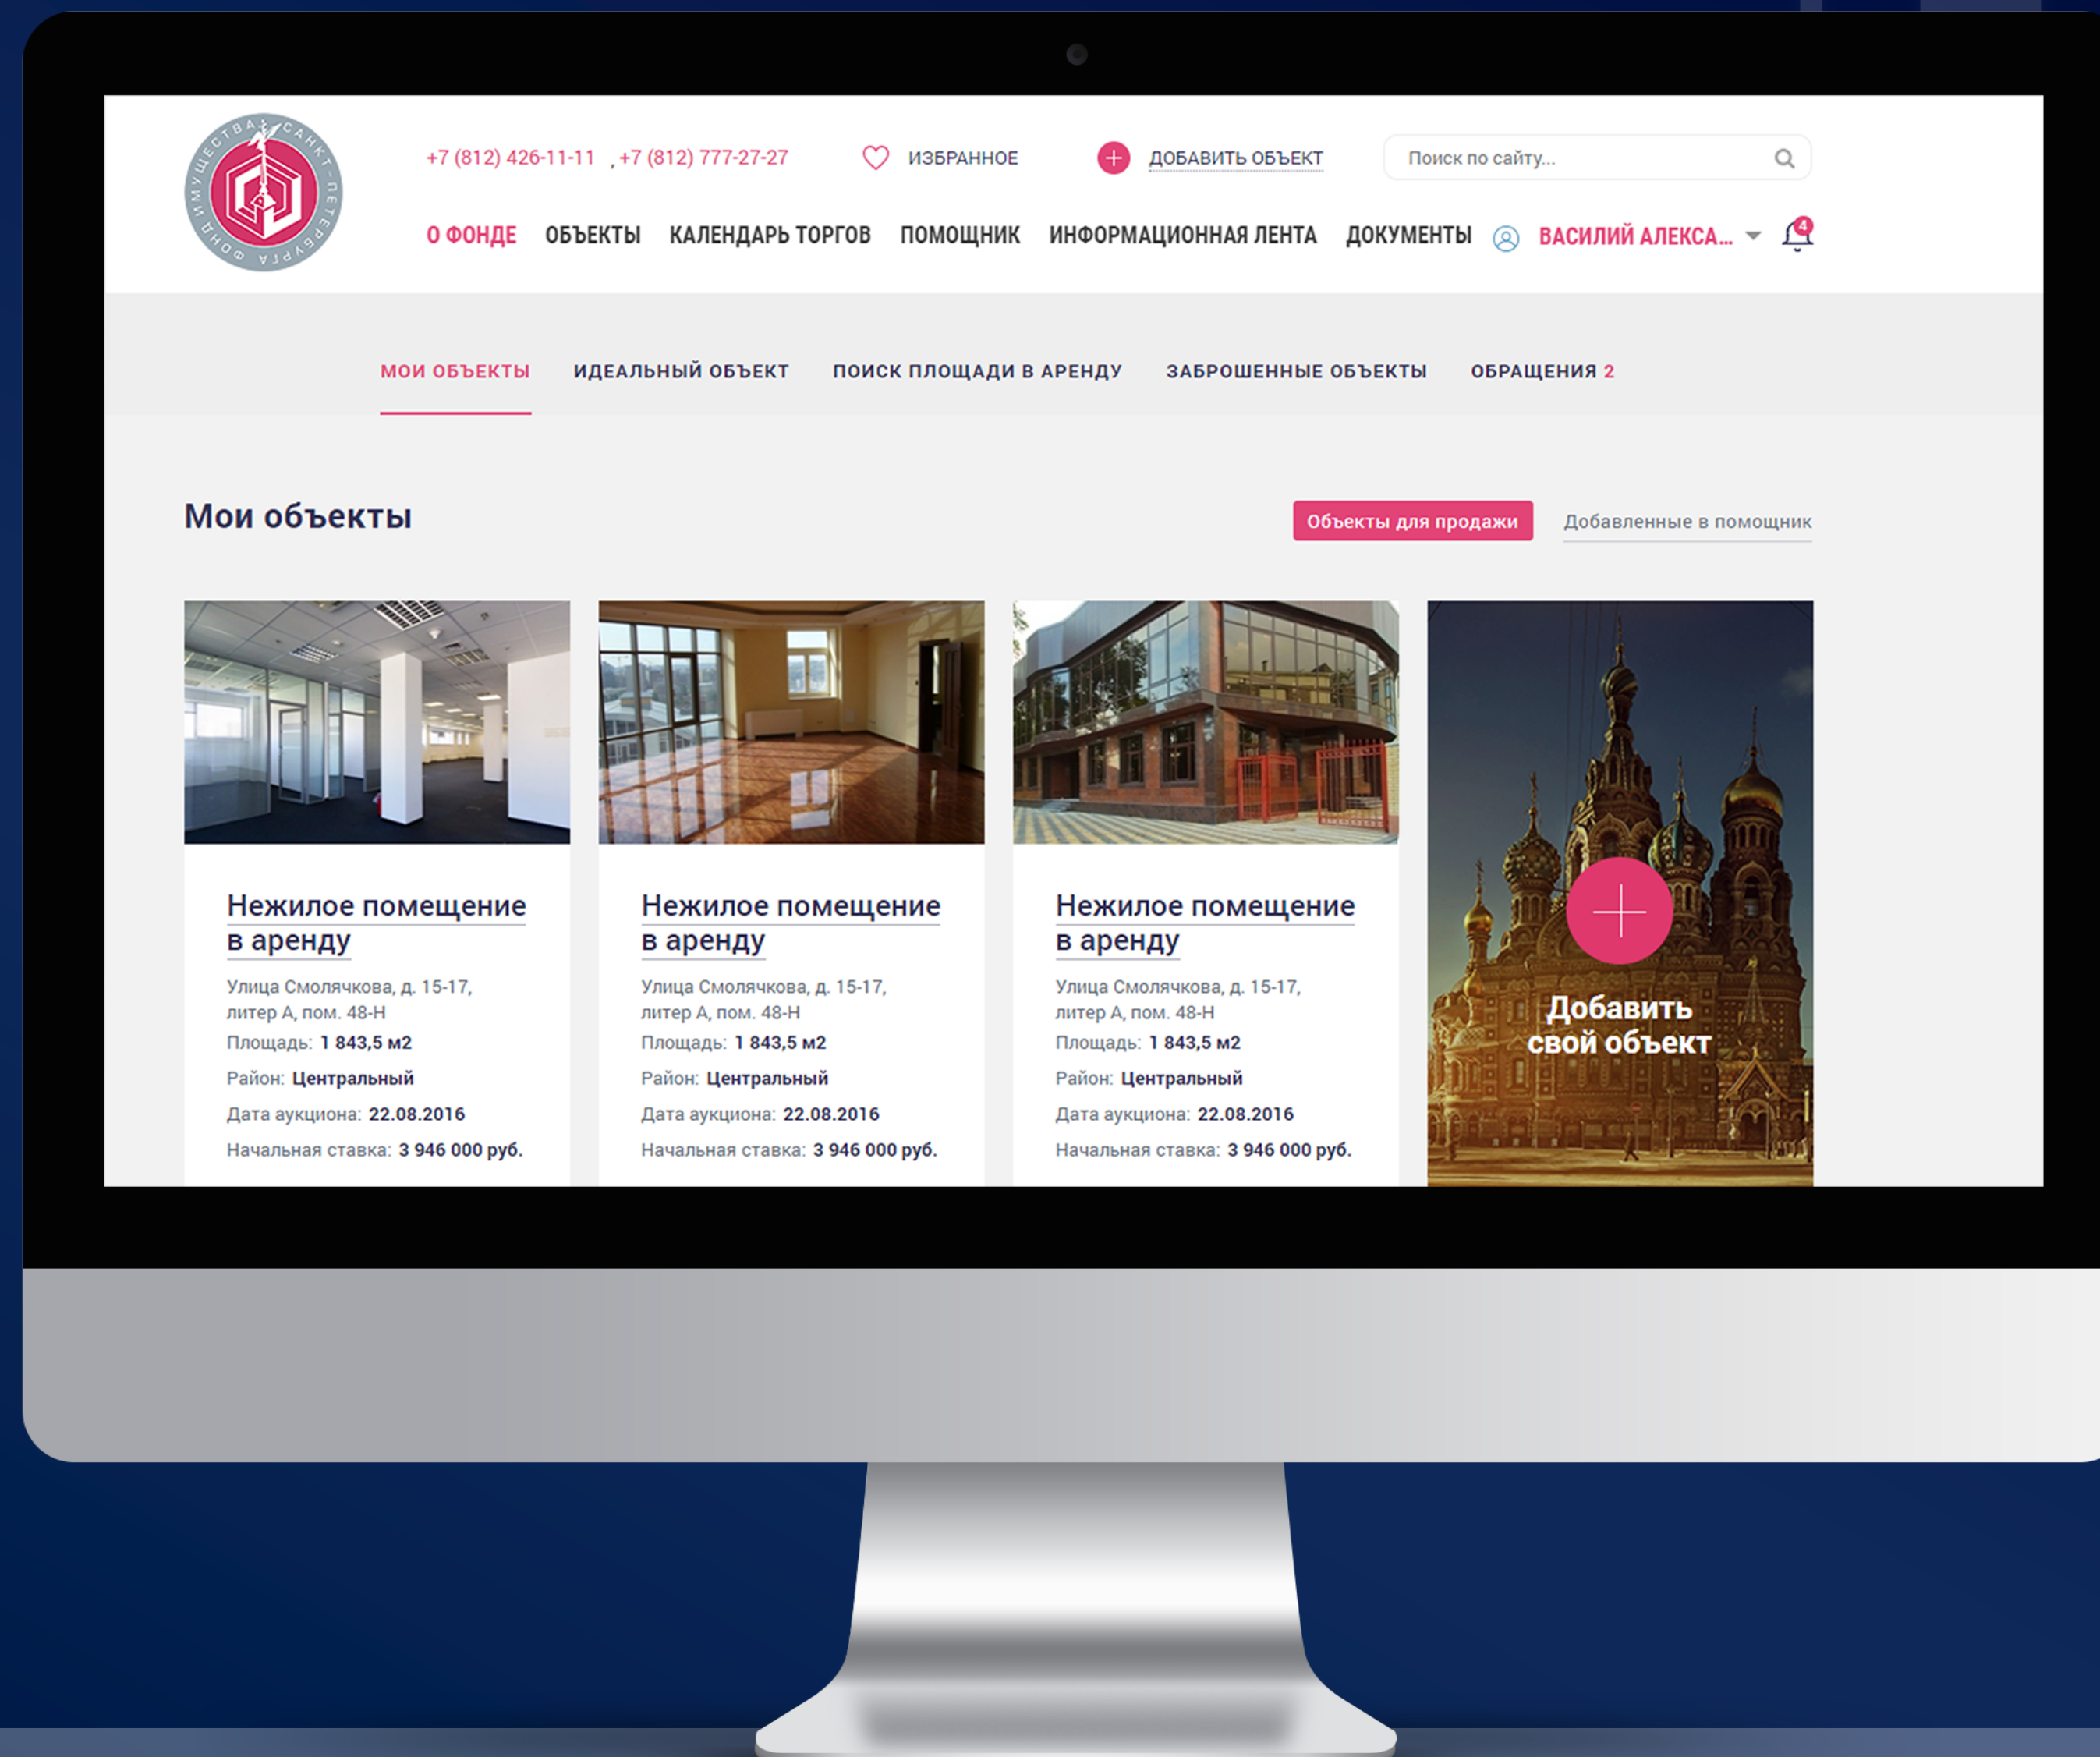 ФОНД ИМУЩЕСТВА САНКТ-ПЕТЕРБУРГА
+7 (812) 426-11-11 , +7 (812) 777-27-27
ИЗБРАННОЕ
ДОБАВИТЬ ОБЪЕКТ
Поиск по сайту...
О ФОНДЕ ОБЪЕКТЫ КАЛЕНДАРЬ ТОРГОВ ПОМОЩНИК ИНФОРМАЦИОННАЯ ЛЕНТА ДОКУМЕНТЫ ВАСИЛИЙ АЛЕКСА... 4
МОИ ОБЪЕКТЫ ИДЕАЛЬНЫЙ ОБЪЕКТ ПОИСК ПЛОЩАДИ В АРЕНДУ ЗАБРОШЕННЫЕ ОБЪЕКТЫ ОБРАЩЕНИЯ 2
Мои объекты
Объекты для продажи
Добавленные в помощник
Нежилое помещение
в аренду
Улица Смолячкова, д. 15-17,
литер А, пом. 48-Н
Площадь: 1 843,5 м2
Район: Центральный
Дата аукциона: 22.08.2016
Начальная ставка: 3 946 000 руб.
Нежилое помещение
в аренду
Улица Смолячкова, д. 15-17,
литер А, пом. 48-Н
Площадь: 1 843,5 м2
Район: Центральный
Дата аукциона: 22.08.2016
Начальная ставка: 3 946 000 руб.
Нежилое помещение
в аренду
Улица Смолячкова, д. 15-17,
литер А, пом. 48-Н
Площадь: 1 843,5 м2
Район: Центральный
Дата аукциона: 22.08.2016
Начальная ставка: 3 946 000 руб.
Добавить
свой объект